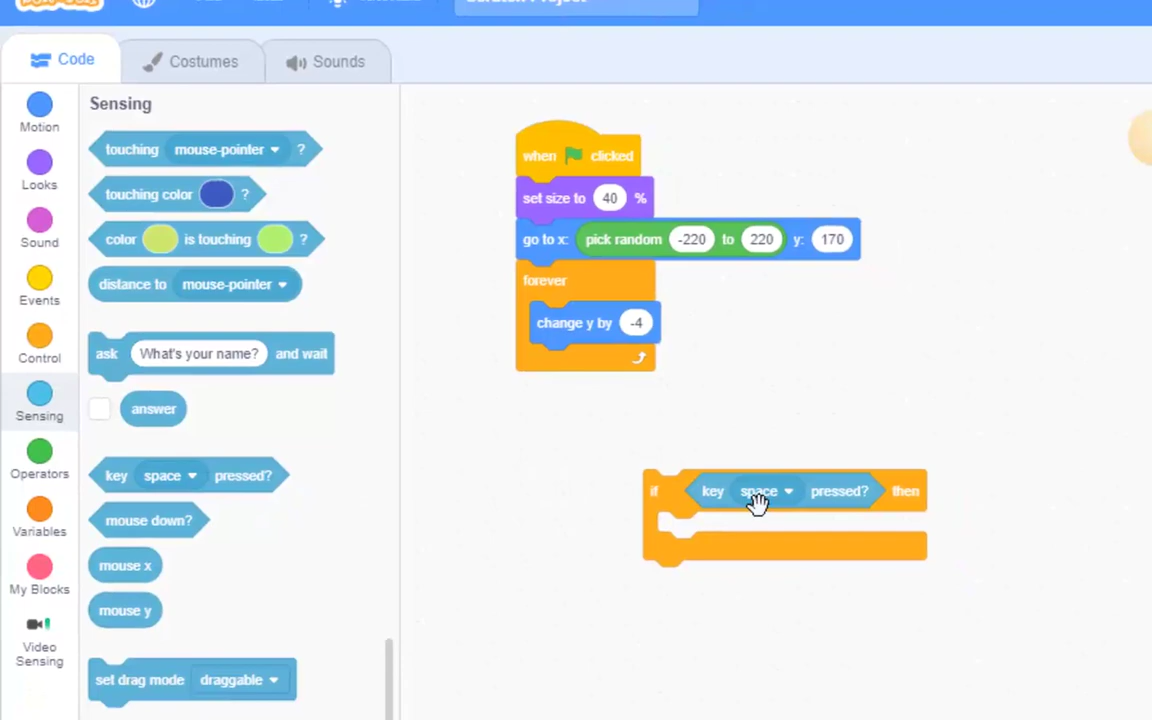 Scratch Project
Code
Costumes
Sounds
Motion
Looks
Sound
Events
Control
Sensing
Operators
Variables
My Blocks
Video
Sensing
Sensing
touching mouse-pointer ?
touching color ?
color is touching ?
distance to mouse-pointer
ask What's your name? and wait
answer
key space pressed?
mouse down?
mouse x
mouse y
set drag mode draggable
when clicked
set size to 40 %
go to x: pick random -220 to 220 y: 170
forever
change y by -4
if key space pressed? then